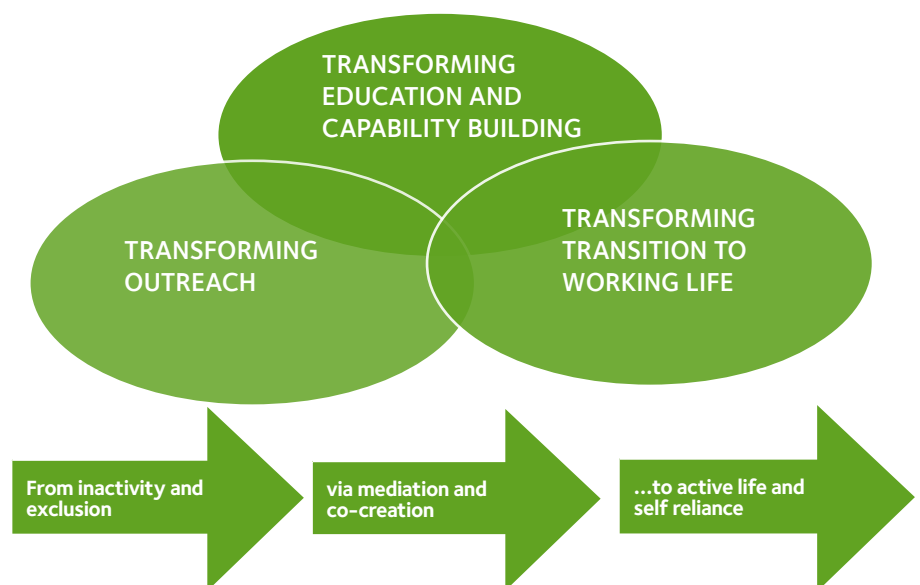 TRANSFORMING
EDUCATION AND
CAPABILITY BUILDING
TRANSFORMING
OUTREACH
TRANSFORMING
TRANSITION TO
WORKING LIFE
From inactivity and
exclusion
via mediation and
co-creation
...to active life and
self reliance